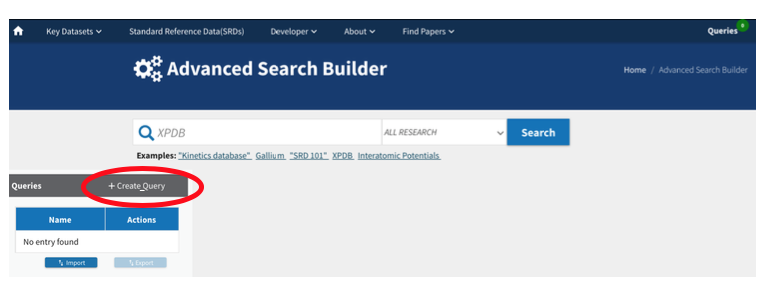 Key Datasets Standard Reference Data(SRDs) Developer About Find Papers Queries 0
Advanced Search Builder
Home / Advanced Search Builder
XPDB ALL RESEARCH Search
Examples: "Kinetics database" Gallium "SRD 101" XPDB Interatomic Potentials
Queries + Create Query
Name Actions
No entry found
Import Export